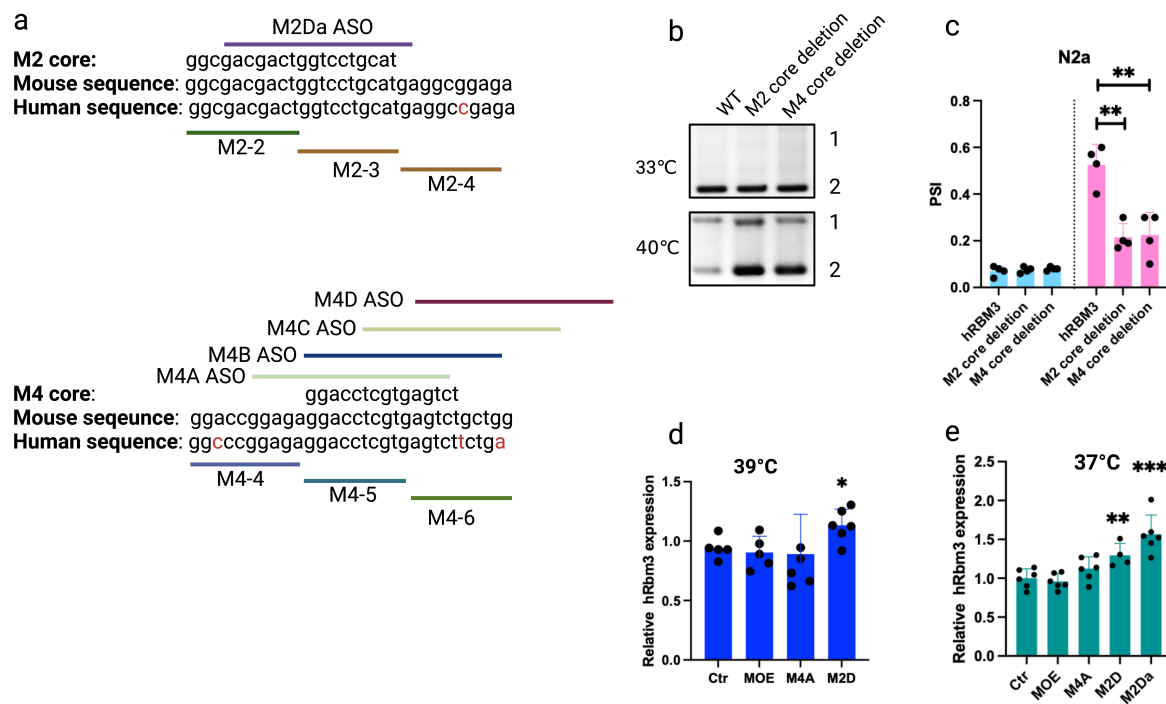 a
M2Da ASO
M2 core: ggcgacgactggtcctgcat
Mouse sequence: ggcgacgactggtcctgcatgaggcggaga
Human sequence: ggcgacgactggtcctgcatgaggccgaga
M2-2
M2-3
M2-4
M4D ASO
M4C ASO
M4B ASO
M4A ASO
M4 core: ggacctcgtgagtct
Mouse seqeunce: ggaccggagaggacctcgtgagtctgctgg
Human sequence: ggcccggagaggacctcgtgagtcttctga
M4-4
M4-5
M4-6
b
WT
M2 core deletion
M4 core deletion
33°C
1
2
40°C
1
2
c
N2a
**
**
PSI
0.8
0.6
0.4
0.2
0.0
hRBM3
M2 core deletion
M4 core deletion
hRBM3
M2 core deletion
M4 core deletion
d
39°C
*
Relative hRbm3 expression
1.5
1.0
0.5
0.0
Ctr
MOE
M4A
M2D
e
37°C
***
**
Relative hRbm3 expression
2.5
2.0
1.5
1.0
0.5
0.0
Ctr
MOE
M4A
M2D
M2Da